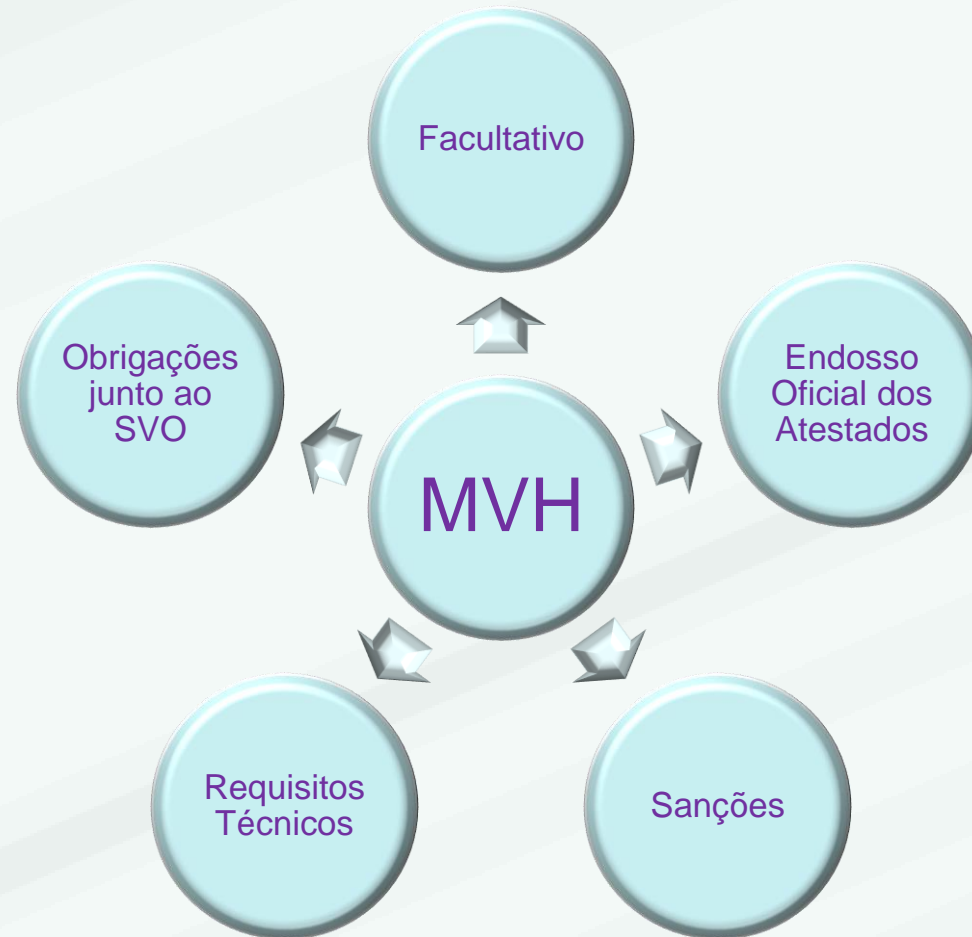 Facultativo
Obrigações
junto ao
SVO
Endosso
Oficial dos
Atestados
MVH
Requisitos
Técnicos
Sanções